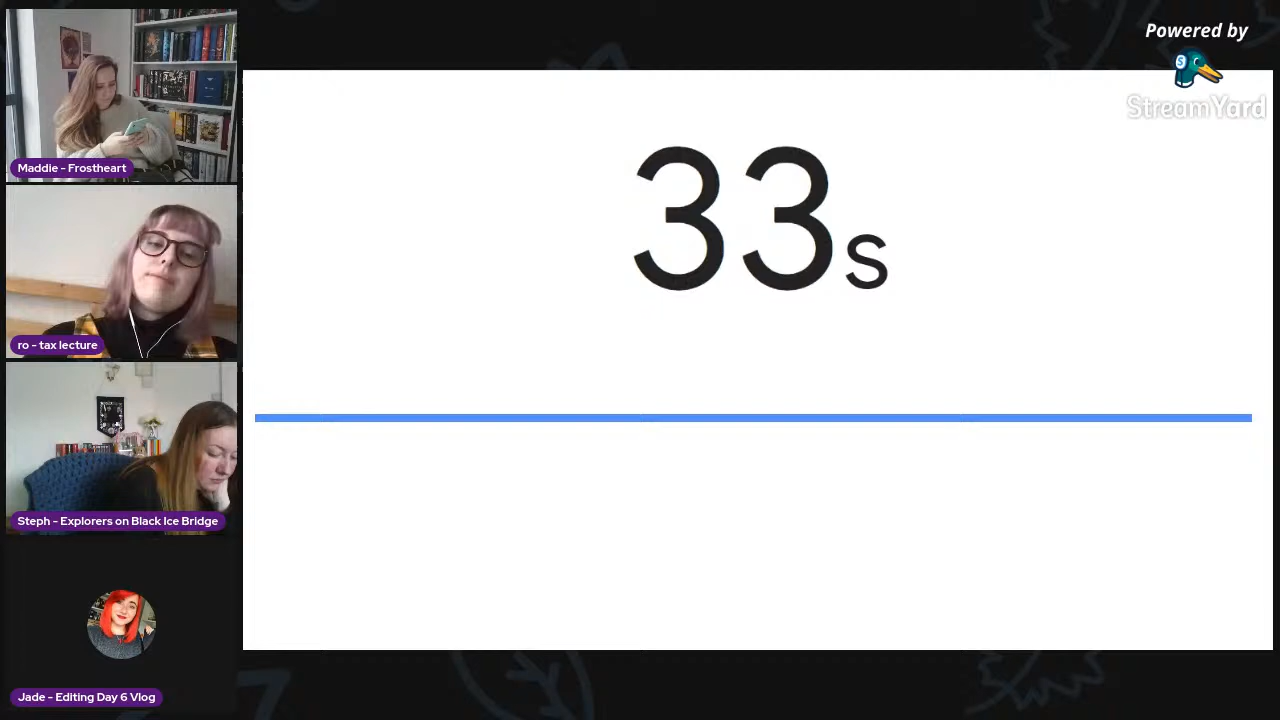 Powered by
StreamYard
33s
Maddie - Frostheart
ro - tax lecture
Steph - Explorers on Black Ice Bridge
Jade - Editing Day 6 Vlog